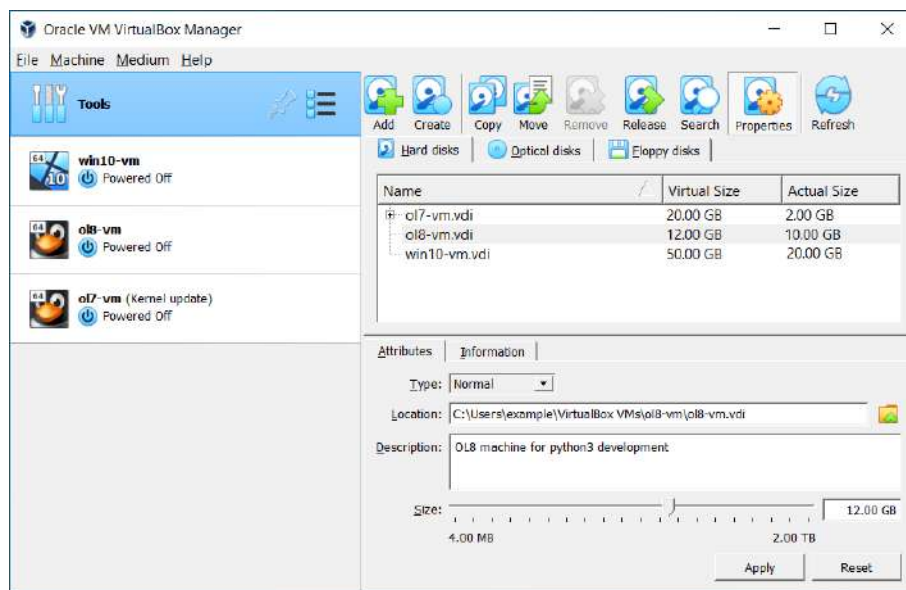 Oracle VM VirtualBox Manager
File Machine Medium Help
Tools
Add Create Copy Move Remove Release Search Properties Refresh
Hard disks Optical disks Floppy disks
64 10 win10-vm
Powered Off
64 ol8-vm
Powered Off
64 ol7-vm (Kernel update)
Powered Off
Name Virtual Size Actual Size
ol7-vm.vdi 20.00 GB 2.00 GB
ol8-vm.vdi 12.00 GB 10.00 GB
win10-vm.vdi 50.00 GB 20.00 GB
Attributes Information
Type: Normal
Location: C:\Users\example\VirtualBox VMs\ol8-vm\ol8-vm.vdi
Description: OL8 machine for python3 development
Size: 12.00 GB
4.00 MB 2.00 TB
Apply Reset